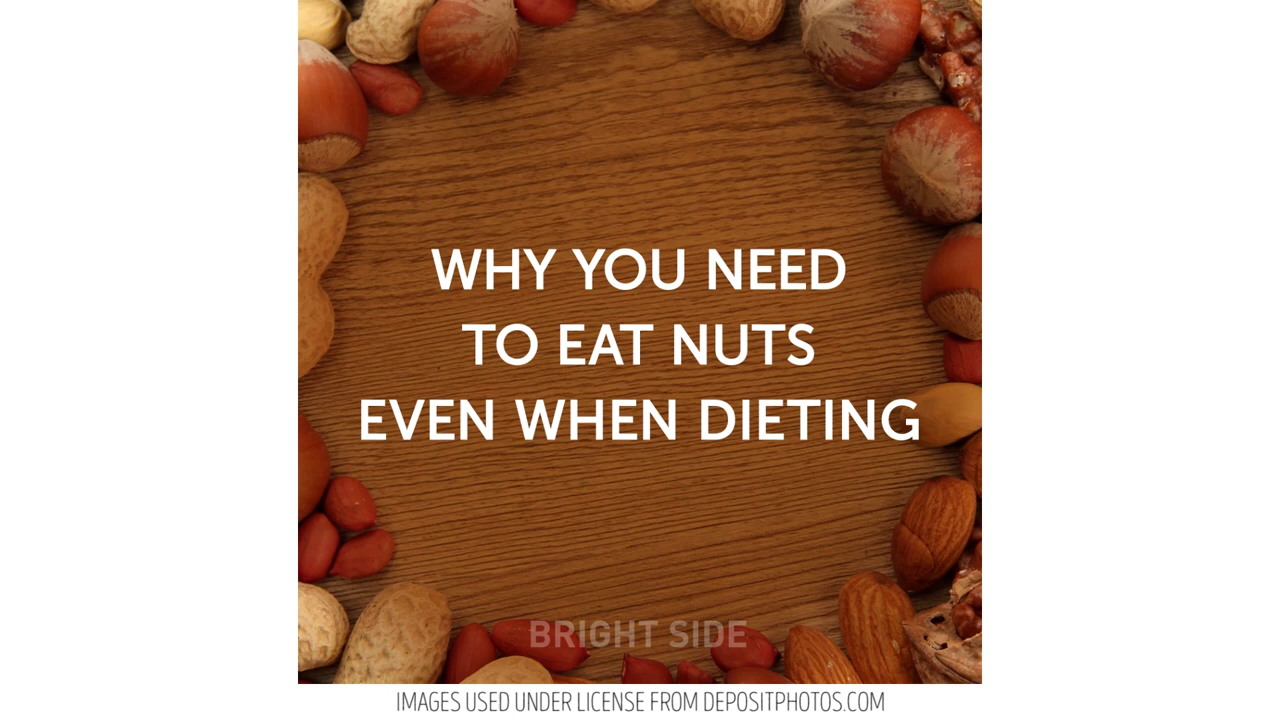 WHY YOU NEED
TO EAT NUTS
EVEN WHEN DIETING
BRIGHT SIDE
IMAGES USED UNDER LICENSE FROM DEPOSITPHOTOS.COM